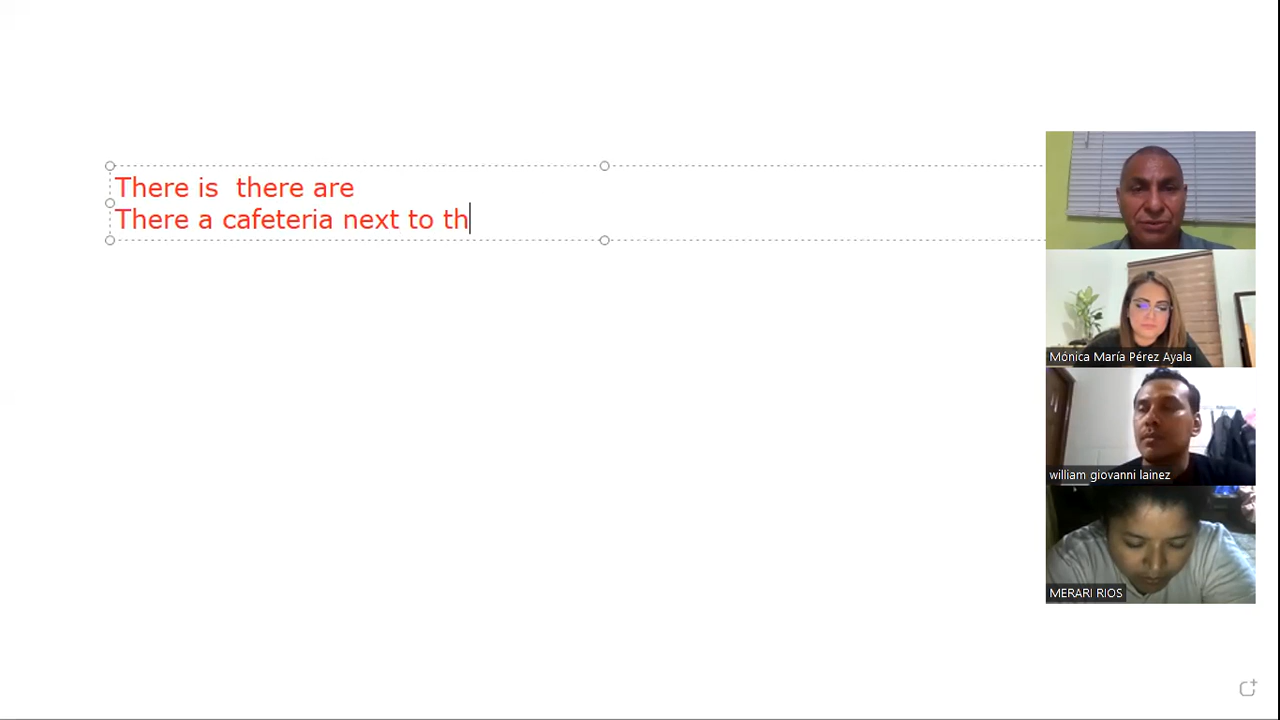 There is  there are
There a cafeteria next to th
Mónica María Pérez Ayala
william giovanni lainez
MERARI RIOS